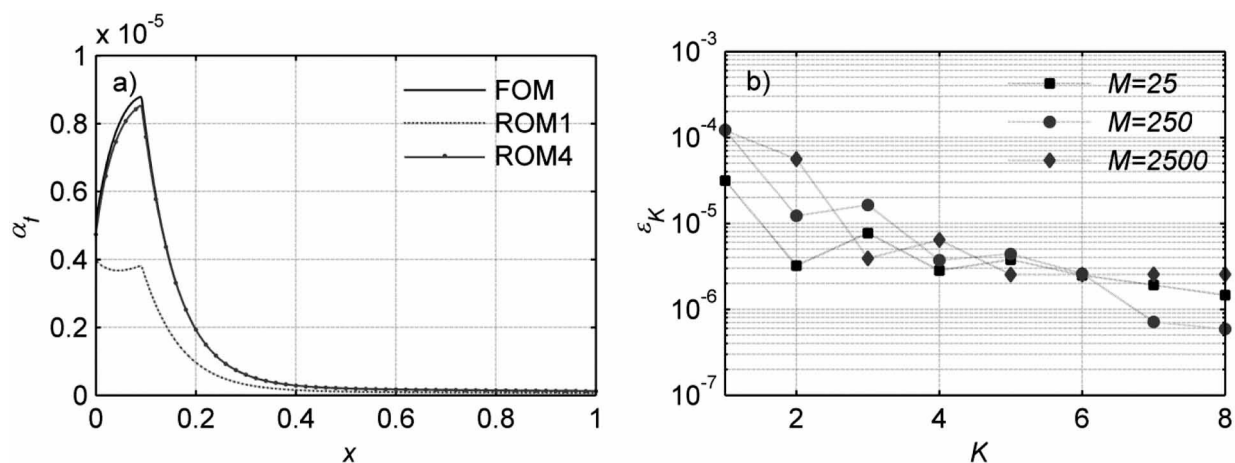 x 10^-5
1
0.8
0.6
0.4
0.2
0
α_f
a)
FOM
ROM1
ROM4
0 0.2 0.4 0.6 0.8 1
x
10^-3
10^-4
10^-5
10^-6
10^-7
ε_K
b)
M=25
M=250
M=2500
2 4 6 8
K